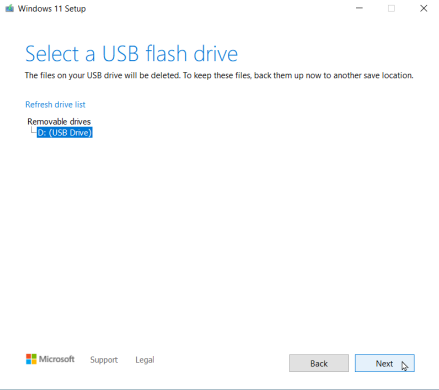 Windows 11 Setup
Select a USB flash drive
The files on your USB drive will be deleted. To keep these files, back them up now to another save location.
Refresh drive list
Removable drives
D: (USB Drive)
Microsoft Support Legal
Back Next